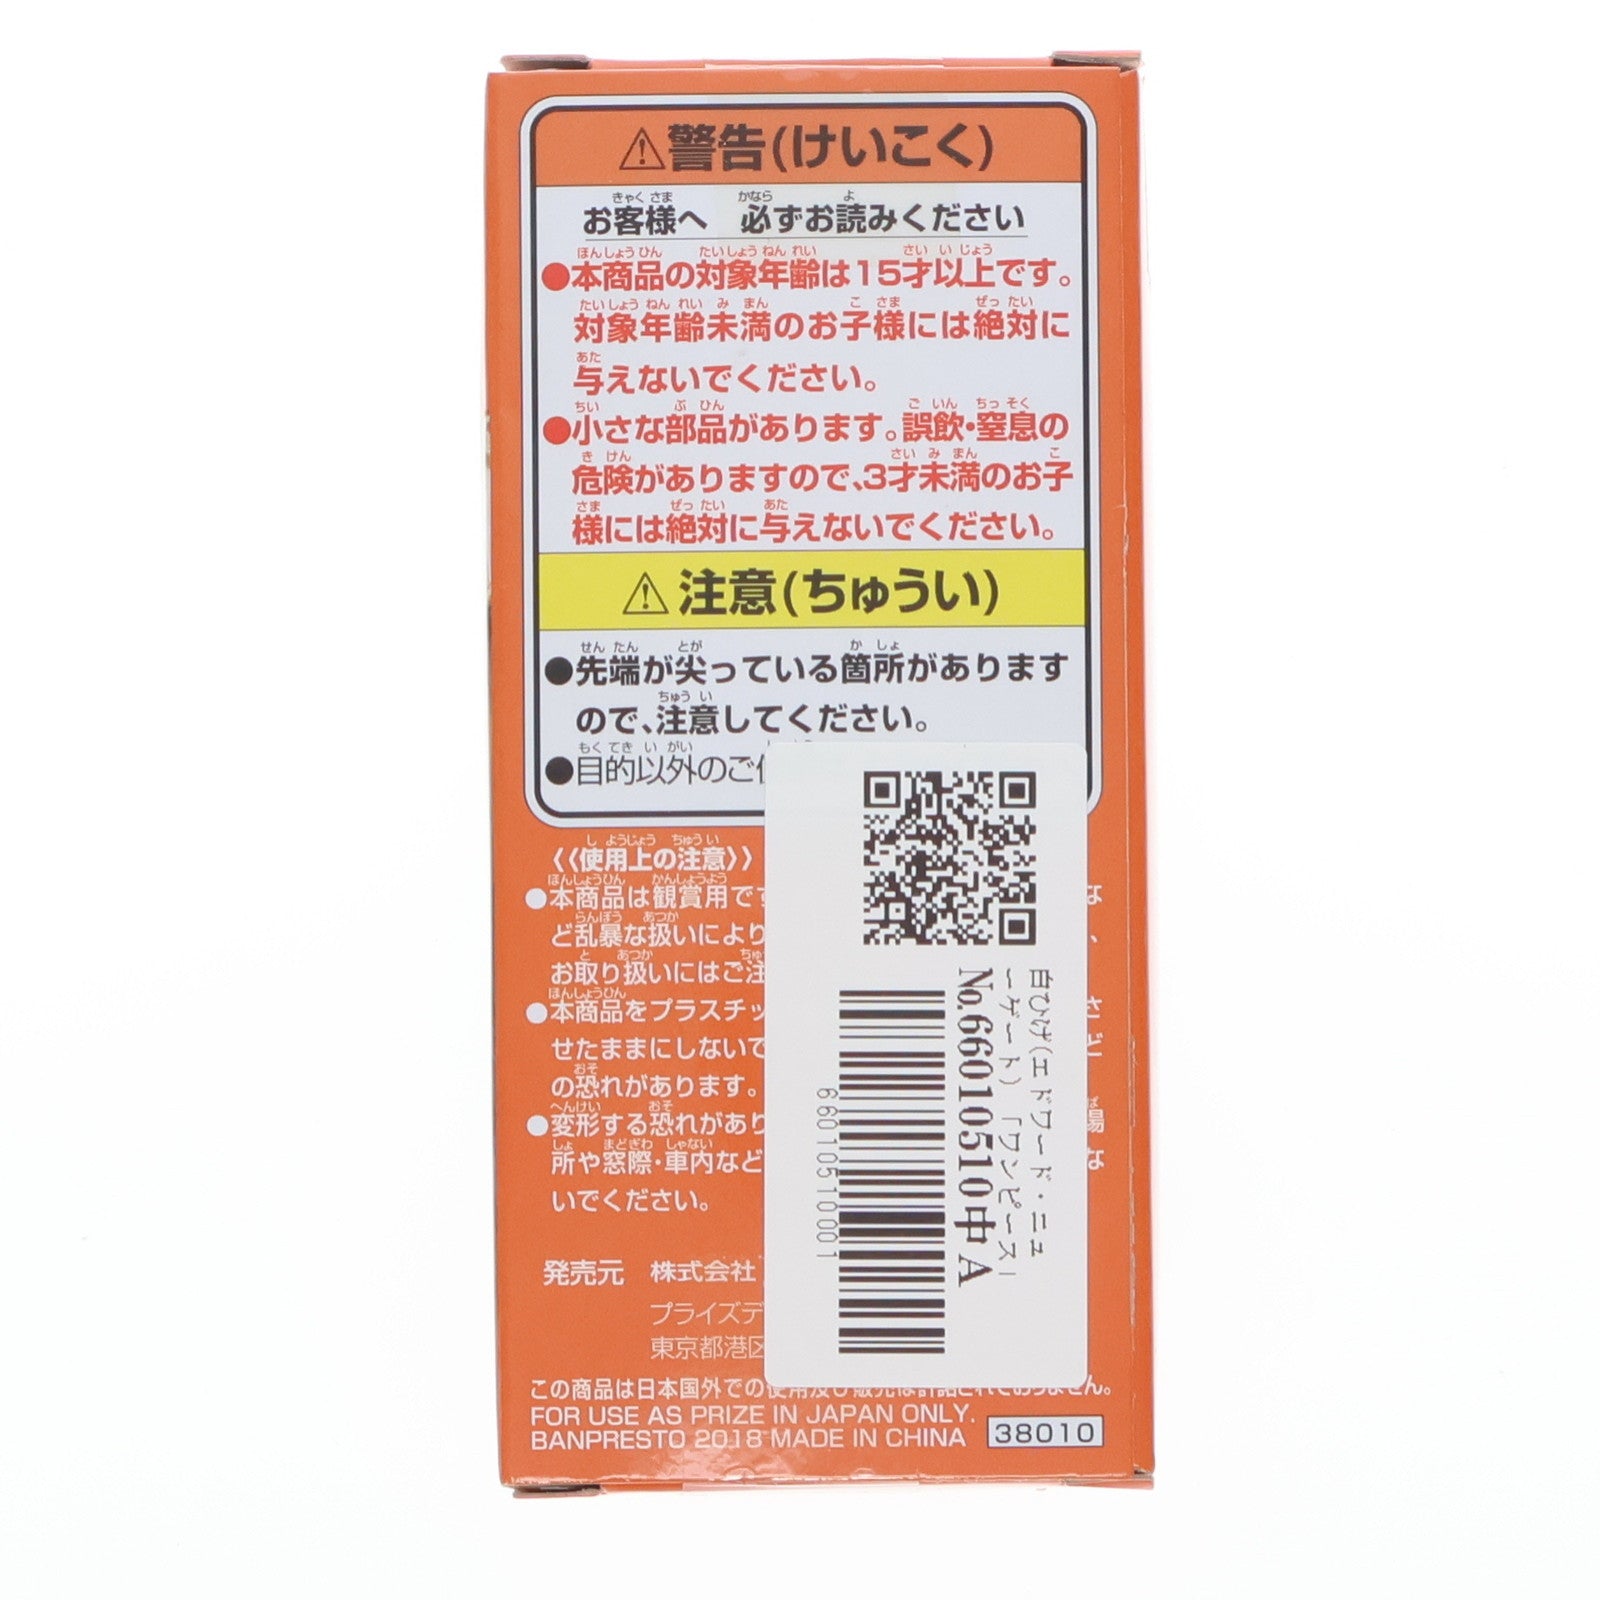 警告(けいこく)
お客様へ 必ずお読みください
●本商品の対象年齢は15才以上です。
対象年齢未満のお子様には絶対に
与えないでください。
●小さな部品があります。誤飲・窒息の
危険がありますので、3才未満のお子
様には絶対に与えないでください。
注意(ちゅうい)
●先端が尖っている箇所があります
ので、注意してください。
●目的以外のご
《使用上の注意》
●本商品は観賞用で
な
ど乱暴な扱いにより
、
お取り扱いにはご注
●本商品をプラスチッ
さ
せたままにしないで
ど
の恐れがあります。
●変形する恐れがあり
場
所や窓際・車内など
な
いでください。
発売元 株式会社
プライズデ
東京都港区
この商品は日本国外での使用及び販売は許諾されておりません。
FOR USE AS PRIZE IN JAPAN ONLY.
BANPRESTO 2018 MADE IN CHINA 38010
白ひげ(エドワード・ニュ
ーゲート) 「ワンピース」
No.66010510中A
660105100001